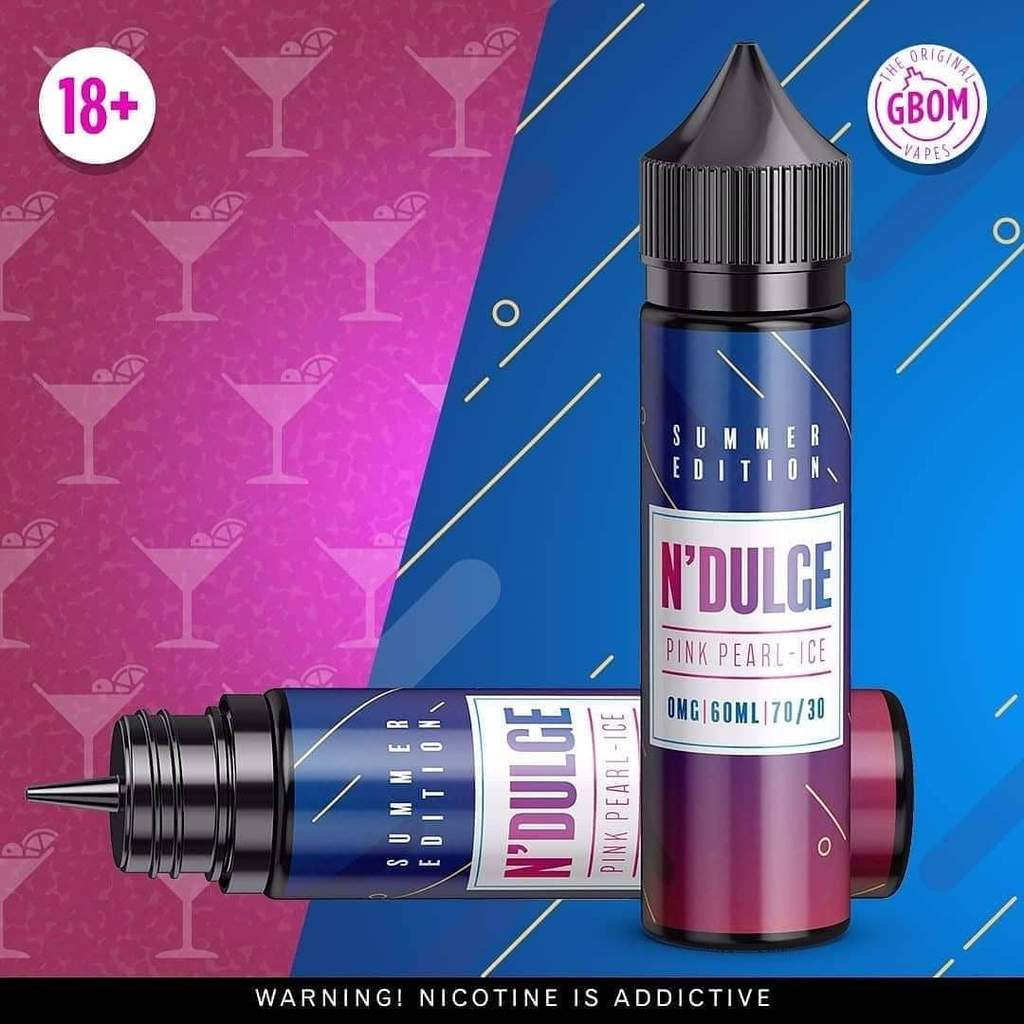 18+
THE ORIGINAL
GBOM
VAPES
SUMMER
EDITION
N'DULGE
PINK PEARL-ICE
0MG|60ML|70/30
SUMMER
EDITION
N'DULGE
PINK PEARL-ICE
WARNING! NICOTINE IS ADDICTIVE